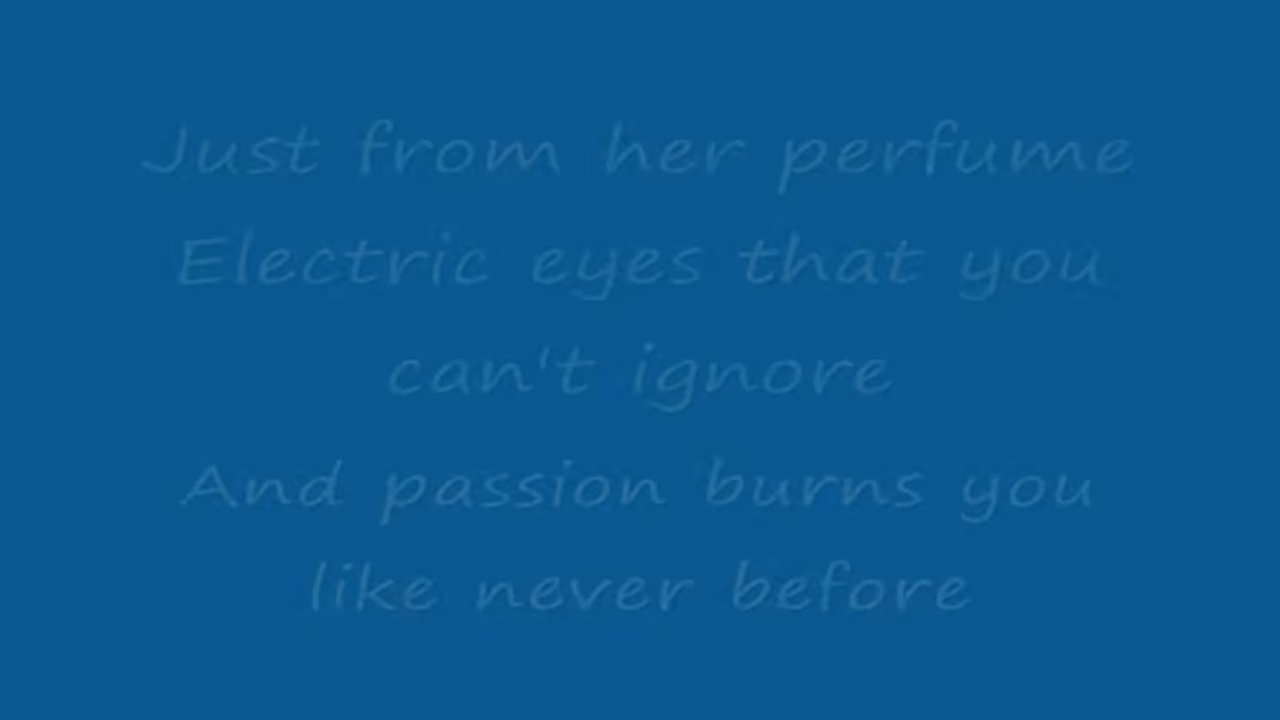 Just from her perfume
Electric eyes that you
can't ignore
And passion burns you
like never before